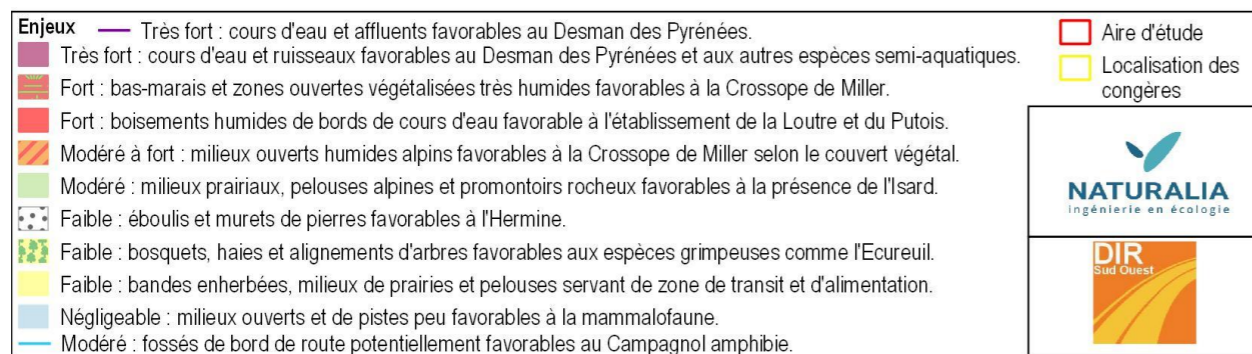 Enjeux
Très fort : cours d'eau et affluents favorables au Desman des Pyrénées.
Très fort : cours d'eau et ruisseaux favorables au Desman des Pyrénées et aux autres espèces semi-aquatiques.
Fort : bas-marais et zones ouvertes végétalisées très humides favorables à la Crossope de Miller.
Fort : boisements humides de bords de cours d'eau favorable à l'établissement de la Loutre et du Putois.
Modéré à fort : milieux ouverts humides alpins favorables à la Crossope de Miller selon le couvert végétal.
Modéré : milieux prairiaux, pelouses alpines et promontoirs rocheux favorables à la présence de l'Isard.
Faible : éboulis et murets de pierres favorables à l'Hermine.
Faible : bosquets, haies et alignements d'arbres favorables aux espèces grimpeuses comme l'Ecureuil.
Faible : bandes enherbées, milieux de prairies et pelouses servant de zone de transit et d'alimentation.
Négligeable : milieux ouverts et de pistes peu favorables à la mammalofaune.
Modéré : fossés de bord de route potentiellement favorables au Campagnol amphibie.
Aire d'étude
Localisation des
congères
NATURALIA
ingénierie en écologie
DIR
Sud Ouest